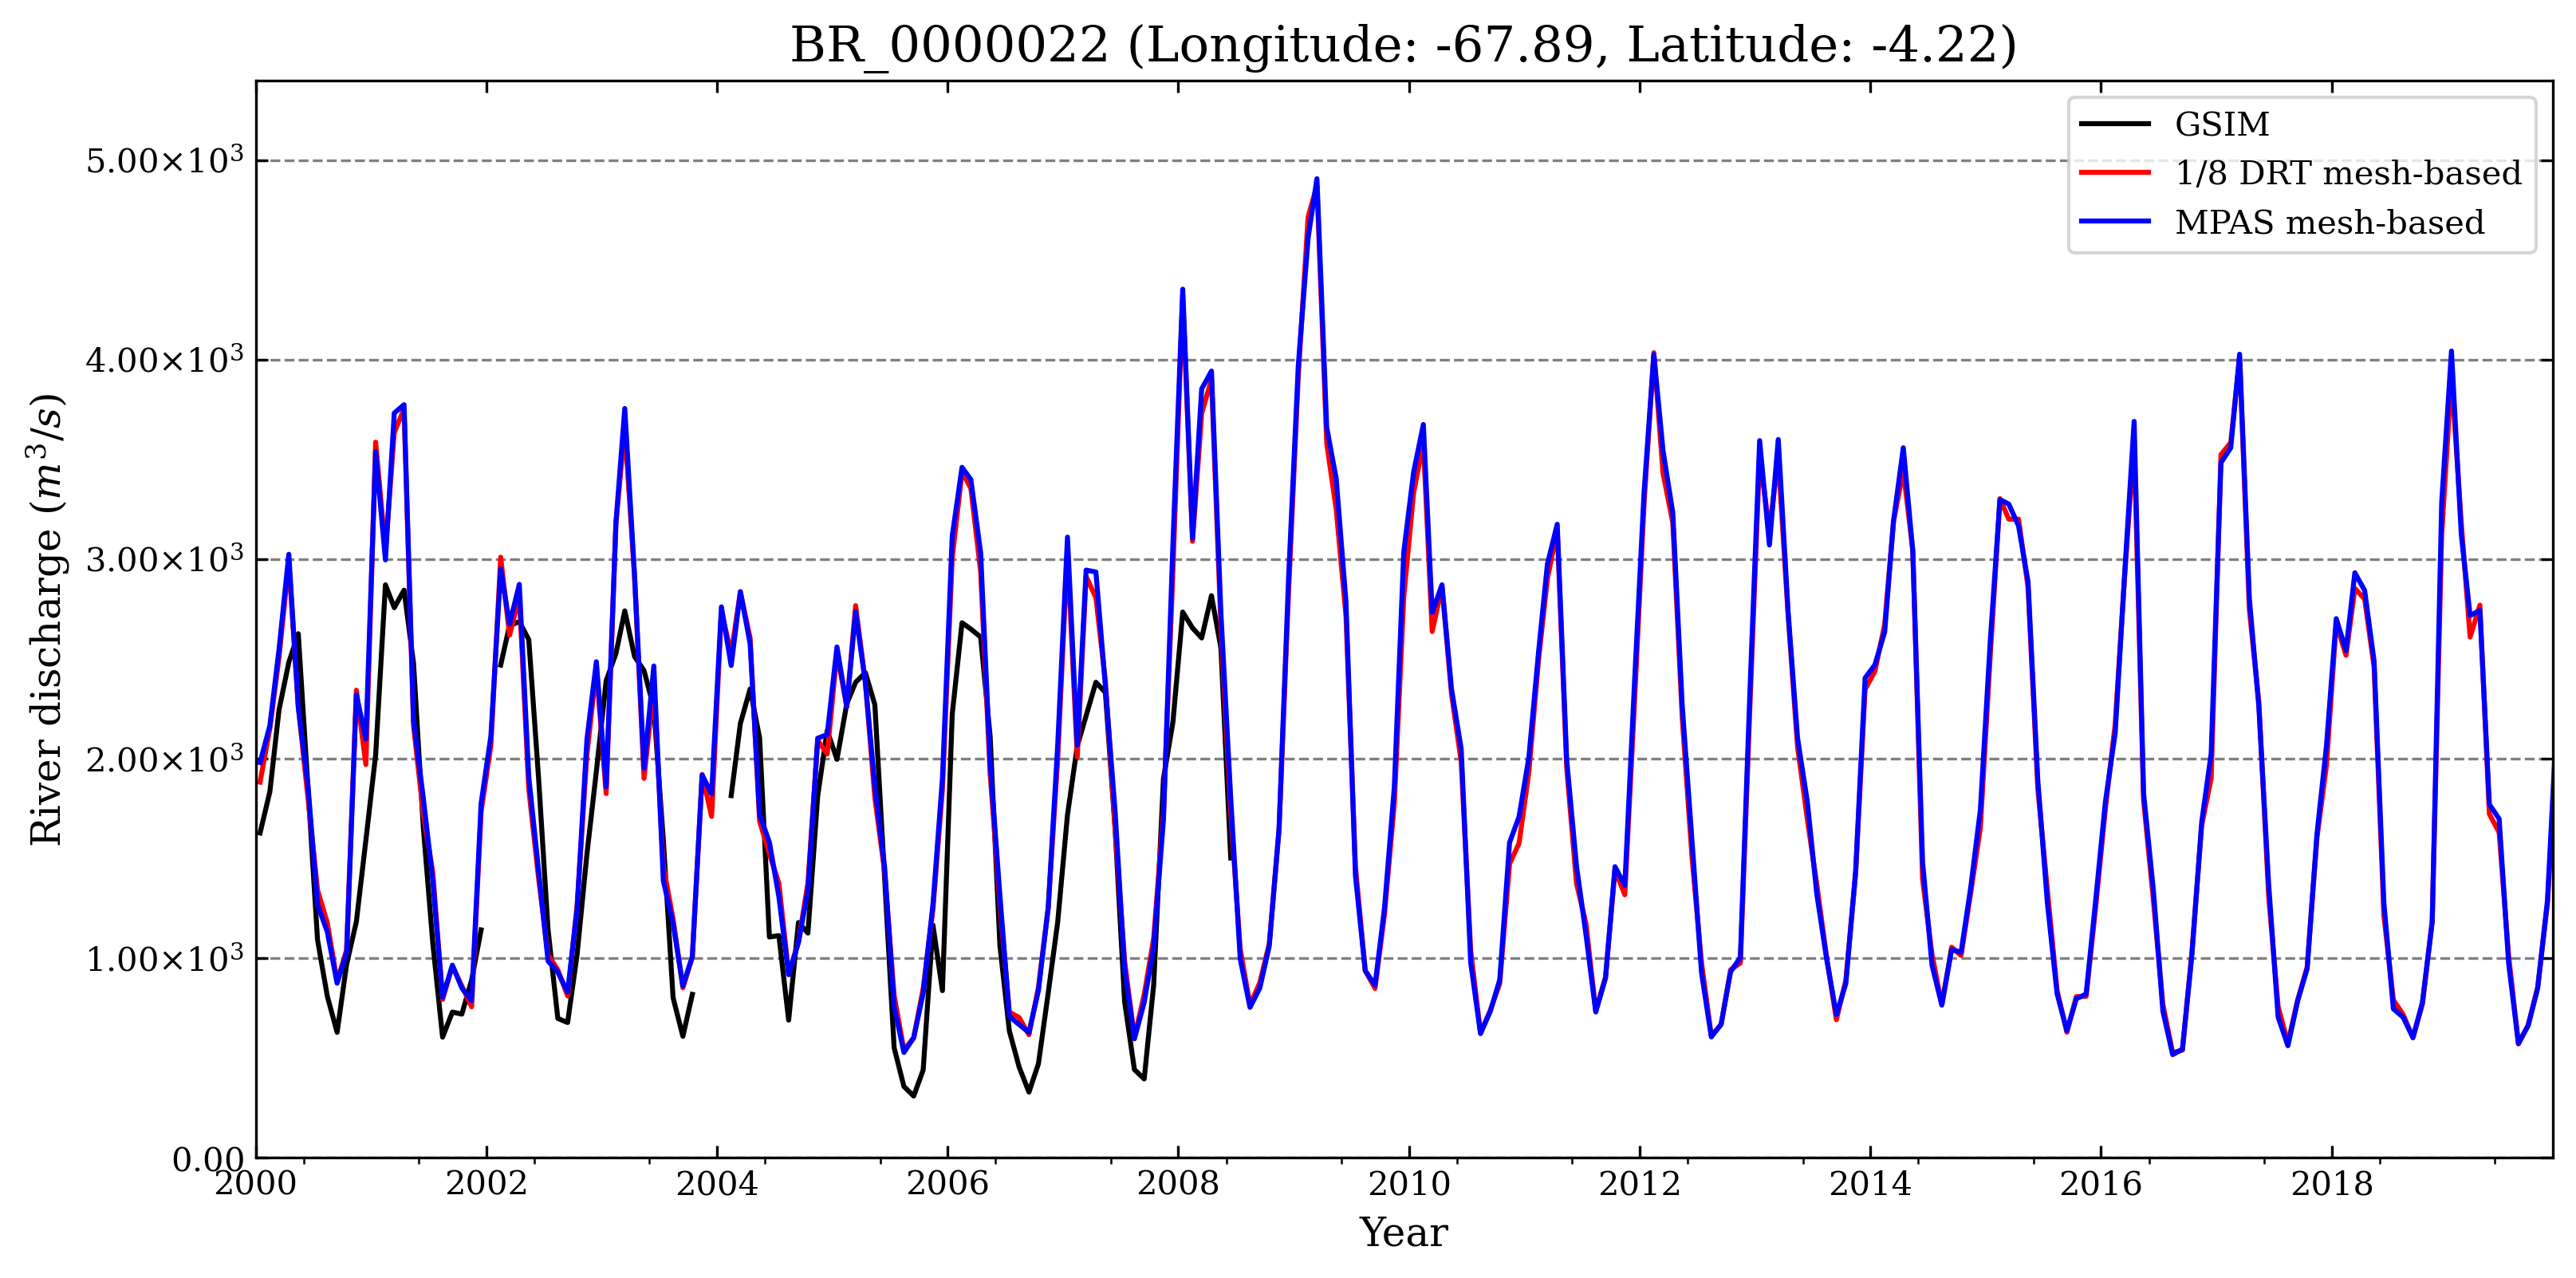 BR_0000022 (Longitude: -67.89, Latitude: -4.22)
GSIM
1/8 DRT mesh-based
MPAS mesh-based
River discharge (m³/s)
5.00×10³
4.00×10³
3.00×10³
2.00×10³
1.00×10³
0.00
2000 2002 2004 2006 2008 2010 2012 2014 2016 2018
Year